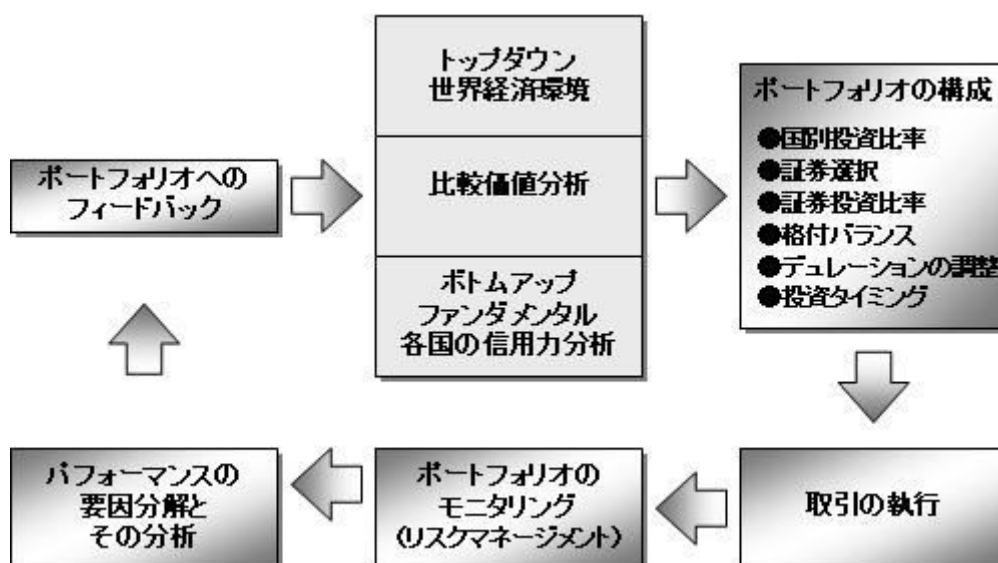 ポートフォリオへの
フィードバック
トップダウン
世界経済環境
比較価値分析
ボトムアップ
ファンダメンタル
各国の信用力分析
ポートフォリオの構成
●国別投資比率
●証券選択
●証券投資比率
●格付バランス
●デュレーションの調整
●投資タイミング
取引の執行
ポートフォリオの
モニタリング
(リスクマネージメント)
パフォーマンスの
要因分解と
その分析